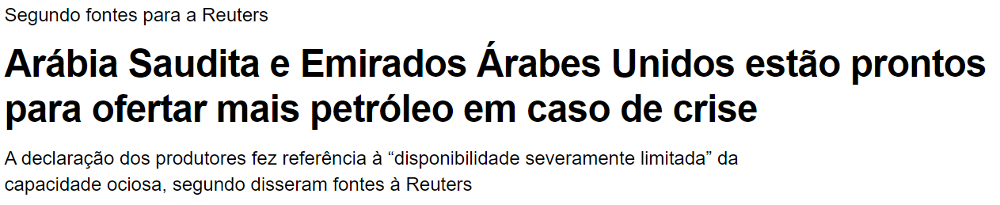 Segundo fontes para a Reuters
Arábia Saudita e Emirados Árabes Unidos estão prontos
para ofertar mais petróleo em caso de crise
A declaração dos produtores fez referência à “disponibilidade severamente limitada” da
capacidade ociosa, segundo disseram fontes à Reuters